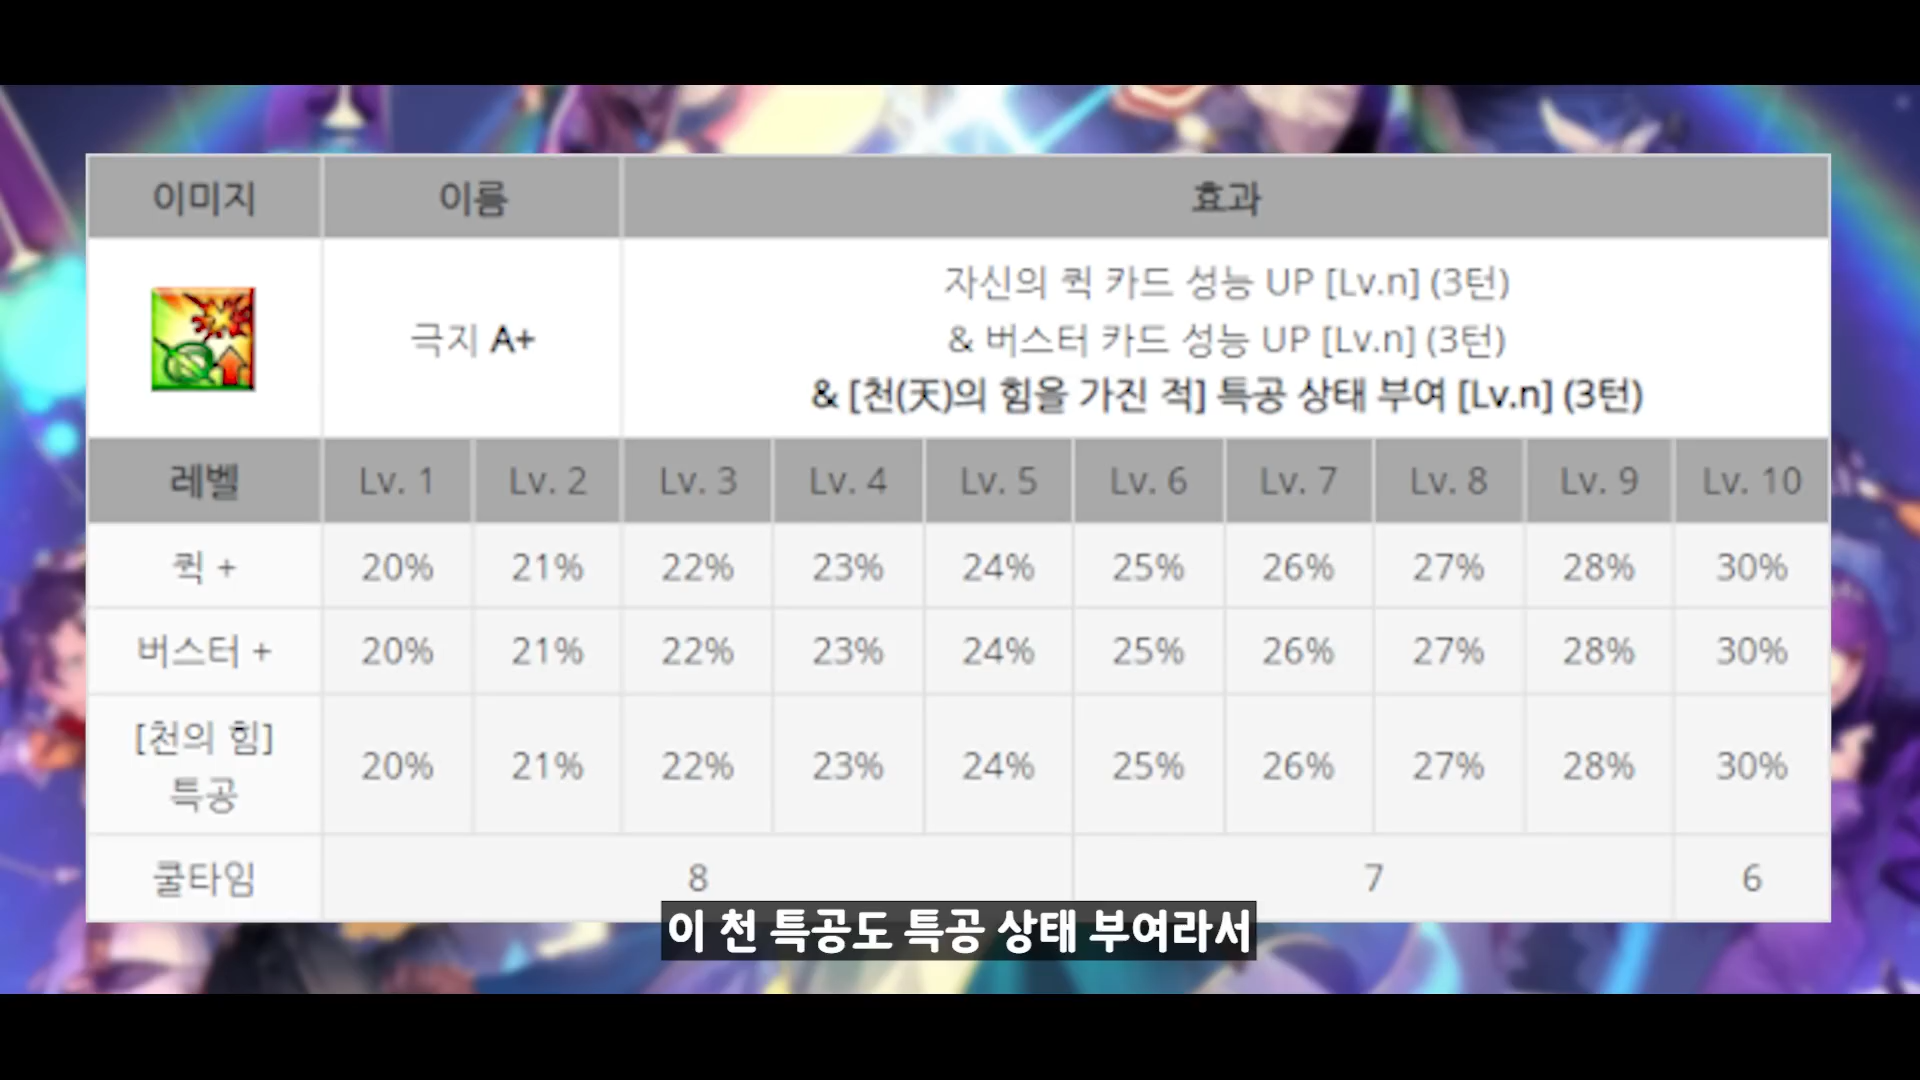 이미지 이름 효과
극지 A+
자신의 퀵 카드 성능 UP [Lv.n] (3턴)
& 버스터 카드 성능 UP [Lv.n] (3턴)
& [천(天)의 힘을 가진 적] 특공 상태 부여 [Lv.n] (3턴)
레벨 Lv. 1 Lv. 2 Lv. 3 Lv. 4 Lv. 5 Lv. 6 Lv. 7 Lv. 8 Lv. 9 Lv. 10
퀵 + 20% 21% 22% 23% 24% 25% 26% 27% 28% 30%
버스터 + 20% 21% 22% 23% 24% 25% 26% 27% 28% 30%
[천의 힘]
특공 20% 21% 22% 23% 24% 25% 26% 27% 28% 30%
쿨타임 8 7 6
이 천 특공도 특공 상태 부여라서